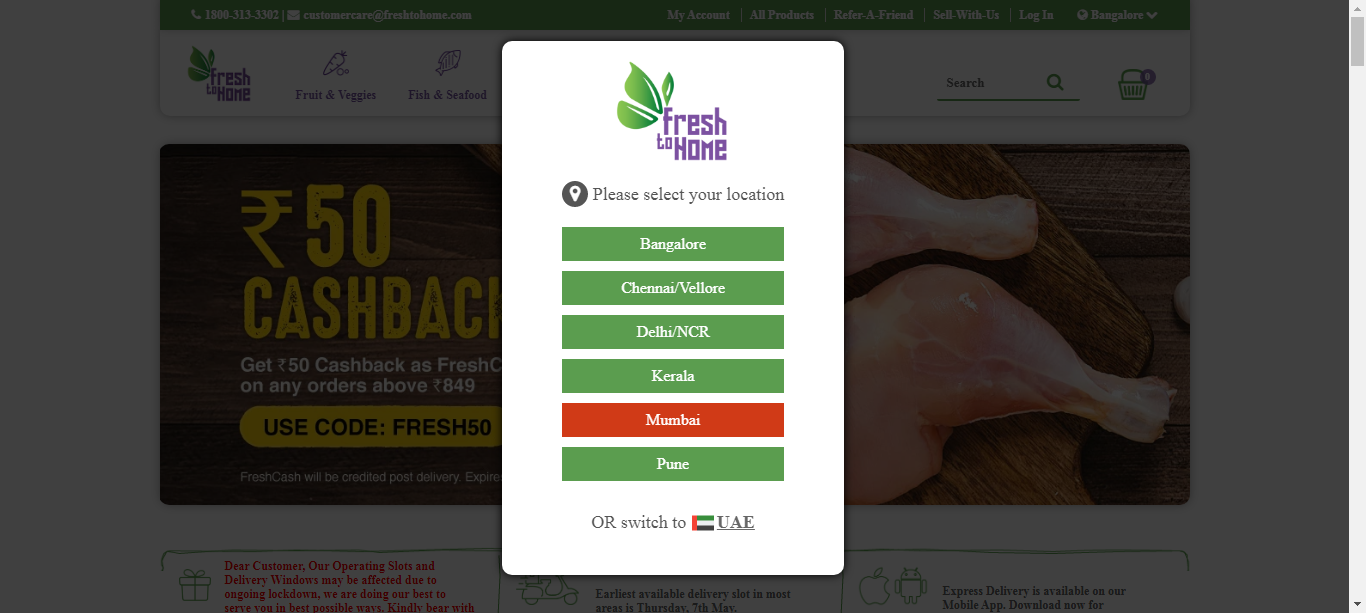 1800-313-3302 | customercare@freshtohome.com
My Account | All Products | Refer-A-Friend | Sell-With-Us | Log In Bangalore
fresh
to HOME
Fruit & Veggies Fish & Seafood
Search
0
fresh
to HOME
Please select your location
Bangalore
Chennai/Vellore
Delhi/NCR
Kerala
Mumbai
Pune
OR switch to UAE
₹50
CASHBACK
Get ₹50 Cashback as FreshC
on any orders above ₹849
USE CODE: FRESH50
FreshCash will be credited post delivery. Expire
Dear Customer, Our Operating Slots and
Delivery Windows may be affected due to
ongoing lockdown, we are doing our best to
serve you in best possible ways. Kindly bear with
Earliest available delivery slot in most
areas is Thursday, 7th May.
Express Delivery is available on our
Mobile App. Download now for